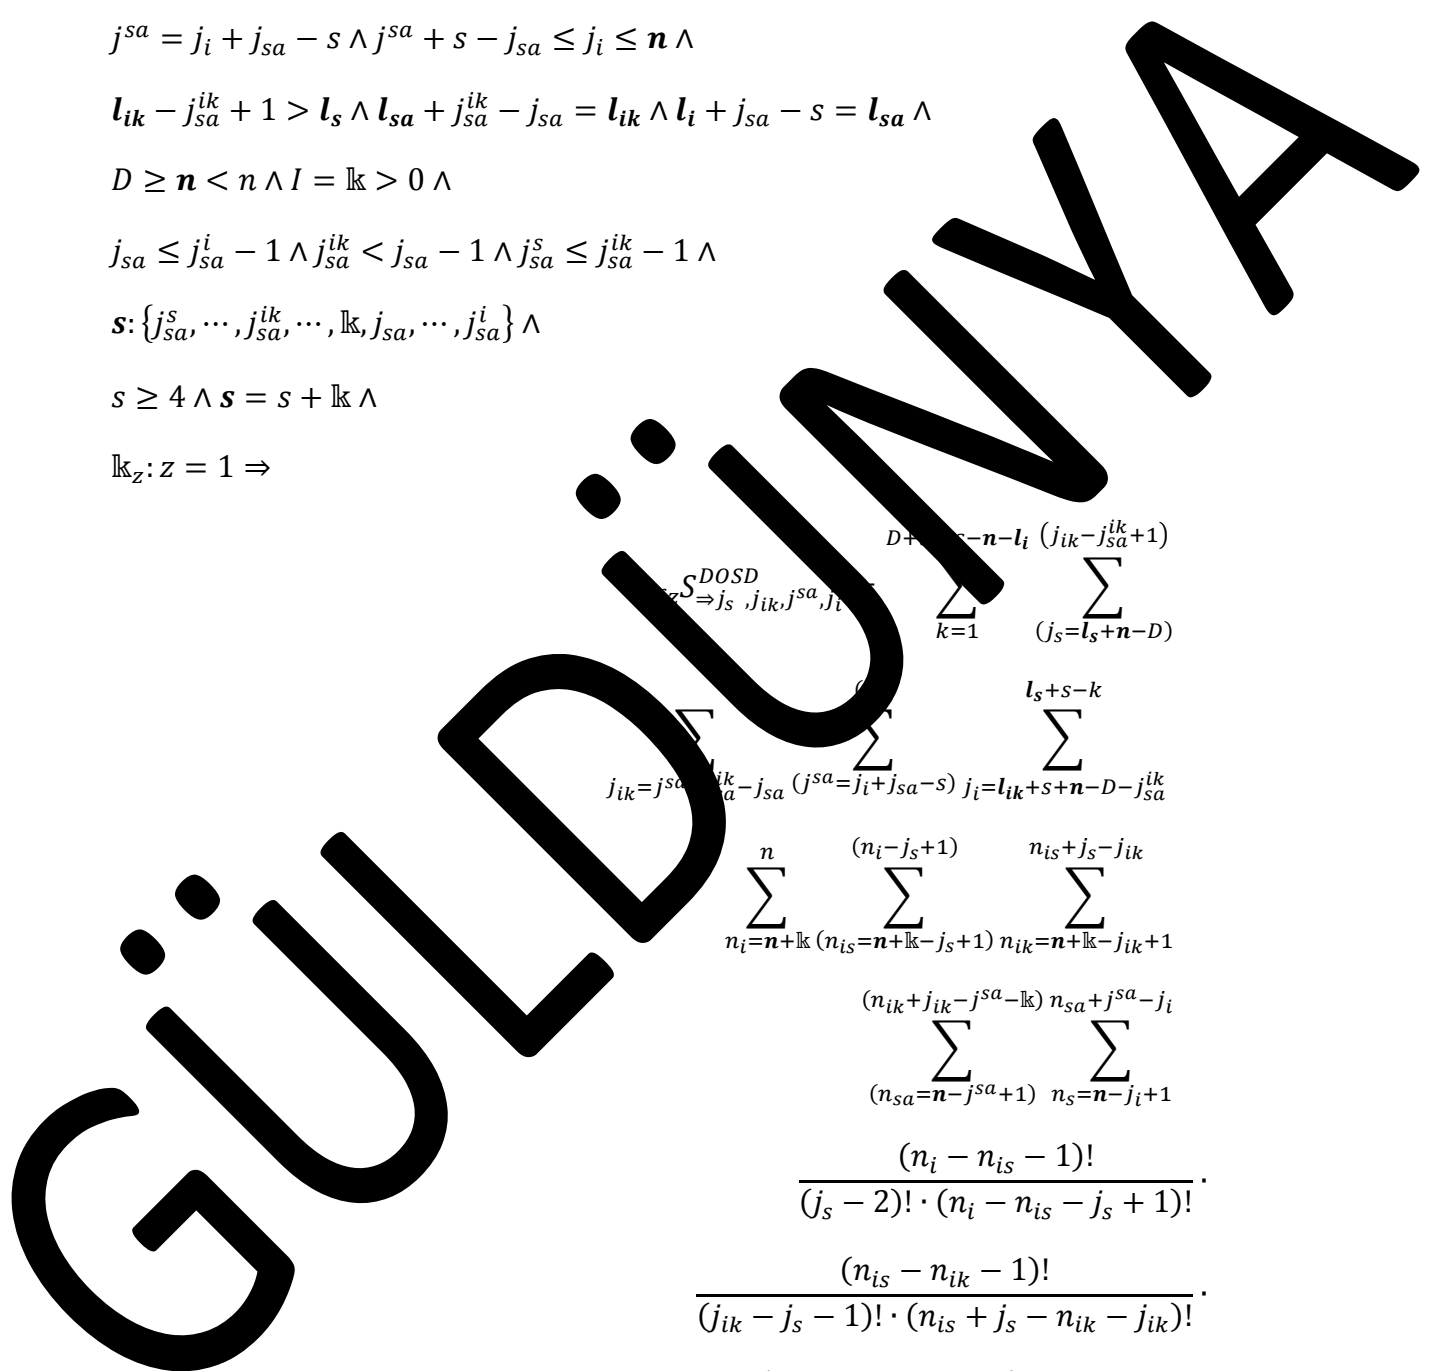 j^{sa} = j_i + j_{sa} − s ∧ j^{sa} + s − j_{sa} ≤ j_i ≤ 𝒏 ∧
𝒍_{ik} − j_{sa}^{ik} + 1 > 𝒍_s ∧ 𝒍_{sa} + j_{sa}^{ik} − j_{sa} = 𝒍_{ik} ∧ 𝒍_i + j_{sa} − s = 𝒍_{sa} ∧
D ≥ 𝒏 < n ∧ I = 𝕜 > 0 ∧
j_{sa} ≤ j_{sa}^{i} − 1 ∧ j_{sa}^{ik} < j_{sa} − 1 ∧ j_{sa}^{s} ≤ j_{sa}^{ik} − 1 ∧
𝒔: {j_{sa}^{s}, ⋯ , j_{sa}^{ik}, ⋯ , 𝕜, j_{sa}, ⋯ , j_{sa}^{i}} ∧
s ≥ 4 ∧ 𝒔 = s + 𝕜 ∧
𝕜_z: z = 1 ⇒
S_{⇒j_s ,j_{ik},j^{sa},j_i}^{DOSD} ∑_{k=1} ∑_{(j_s=𝒍_s+𝒏−D)}^{(j_{ik}−j_{sa}^{ik}+1)}
∑ ∑_{(j^{sa}=j_i+j_{sa}−s)} ∑_{j_i=𝒍_{ik}+s+𝒏−D−j_{sa}^{ik}}^{𝒍_s+s−k}
∑_{n_i=𝒏+𝕜}^{n} ∑_{(n_{is}=𝒏+𝕜−j_s+1)}^{(n_i−j_s+1)} ∑_{n_{ik}=𝒏+𝕜−j_{ik}+1}^{n_{is}+j_s−j_{ik}}
∑_{(n_{sa}=𝒏−j^{sa}+1)}^{(n_{ik}+j_{ik}−j^{sa}−𝕜)} ∑_{n_s=𝒏−j_i+1}^{n_{sa}+j^{sa}−j_i}
\frac{(n_i − n_{is} − 1)!}{(j_s − 2)! · (n_i − n_{is} − j_s + 1)!} ·
\frac{(n_{is} − n_{ik} − 1)!}{(j_{ik} − j_s − 1)! · (n_{is} + j_s − n_{ik} − j_{ik})!} ·
GÜLDÜNYA